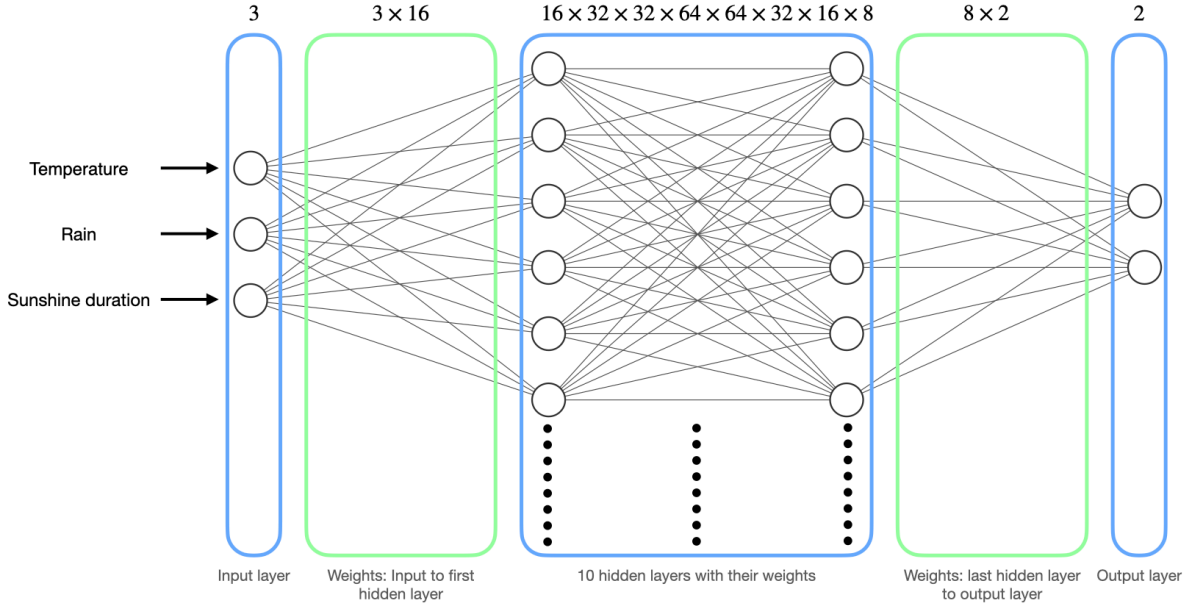 3
3 × 16
16 × 32 × 32 × 64 × 64 × 32 × 16 × 8
8 × 2
2
Temperature
Rain
Sunshine duration
Input layer
Weights: Input to first
hidden layer
10 hidden layers with their weights
Weights: last hidden layer
to output layer
Output layer